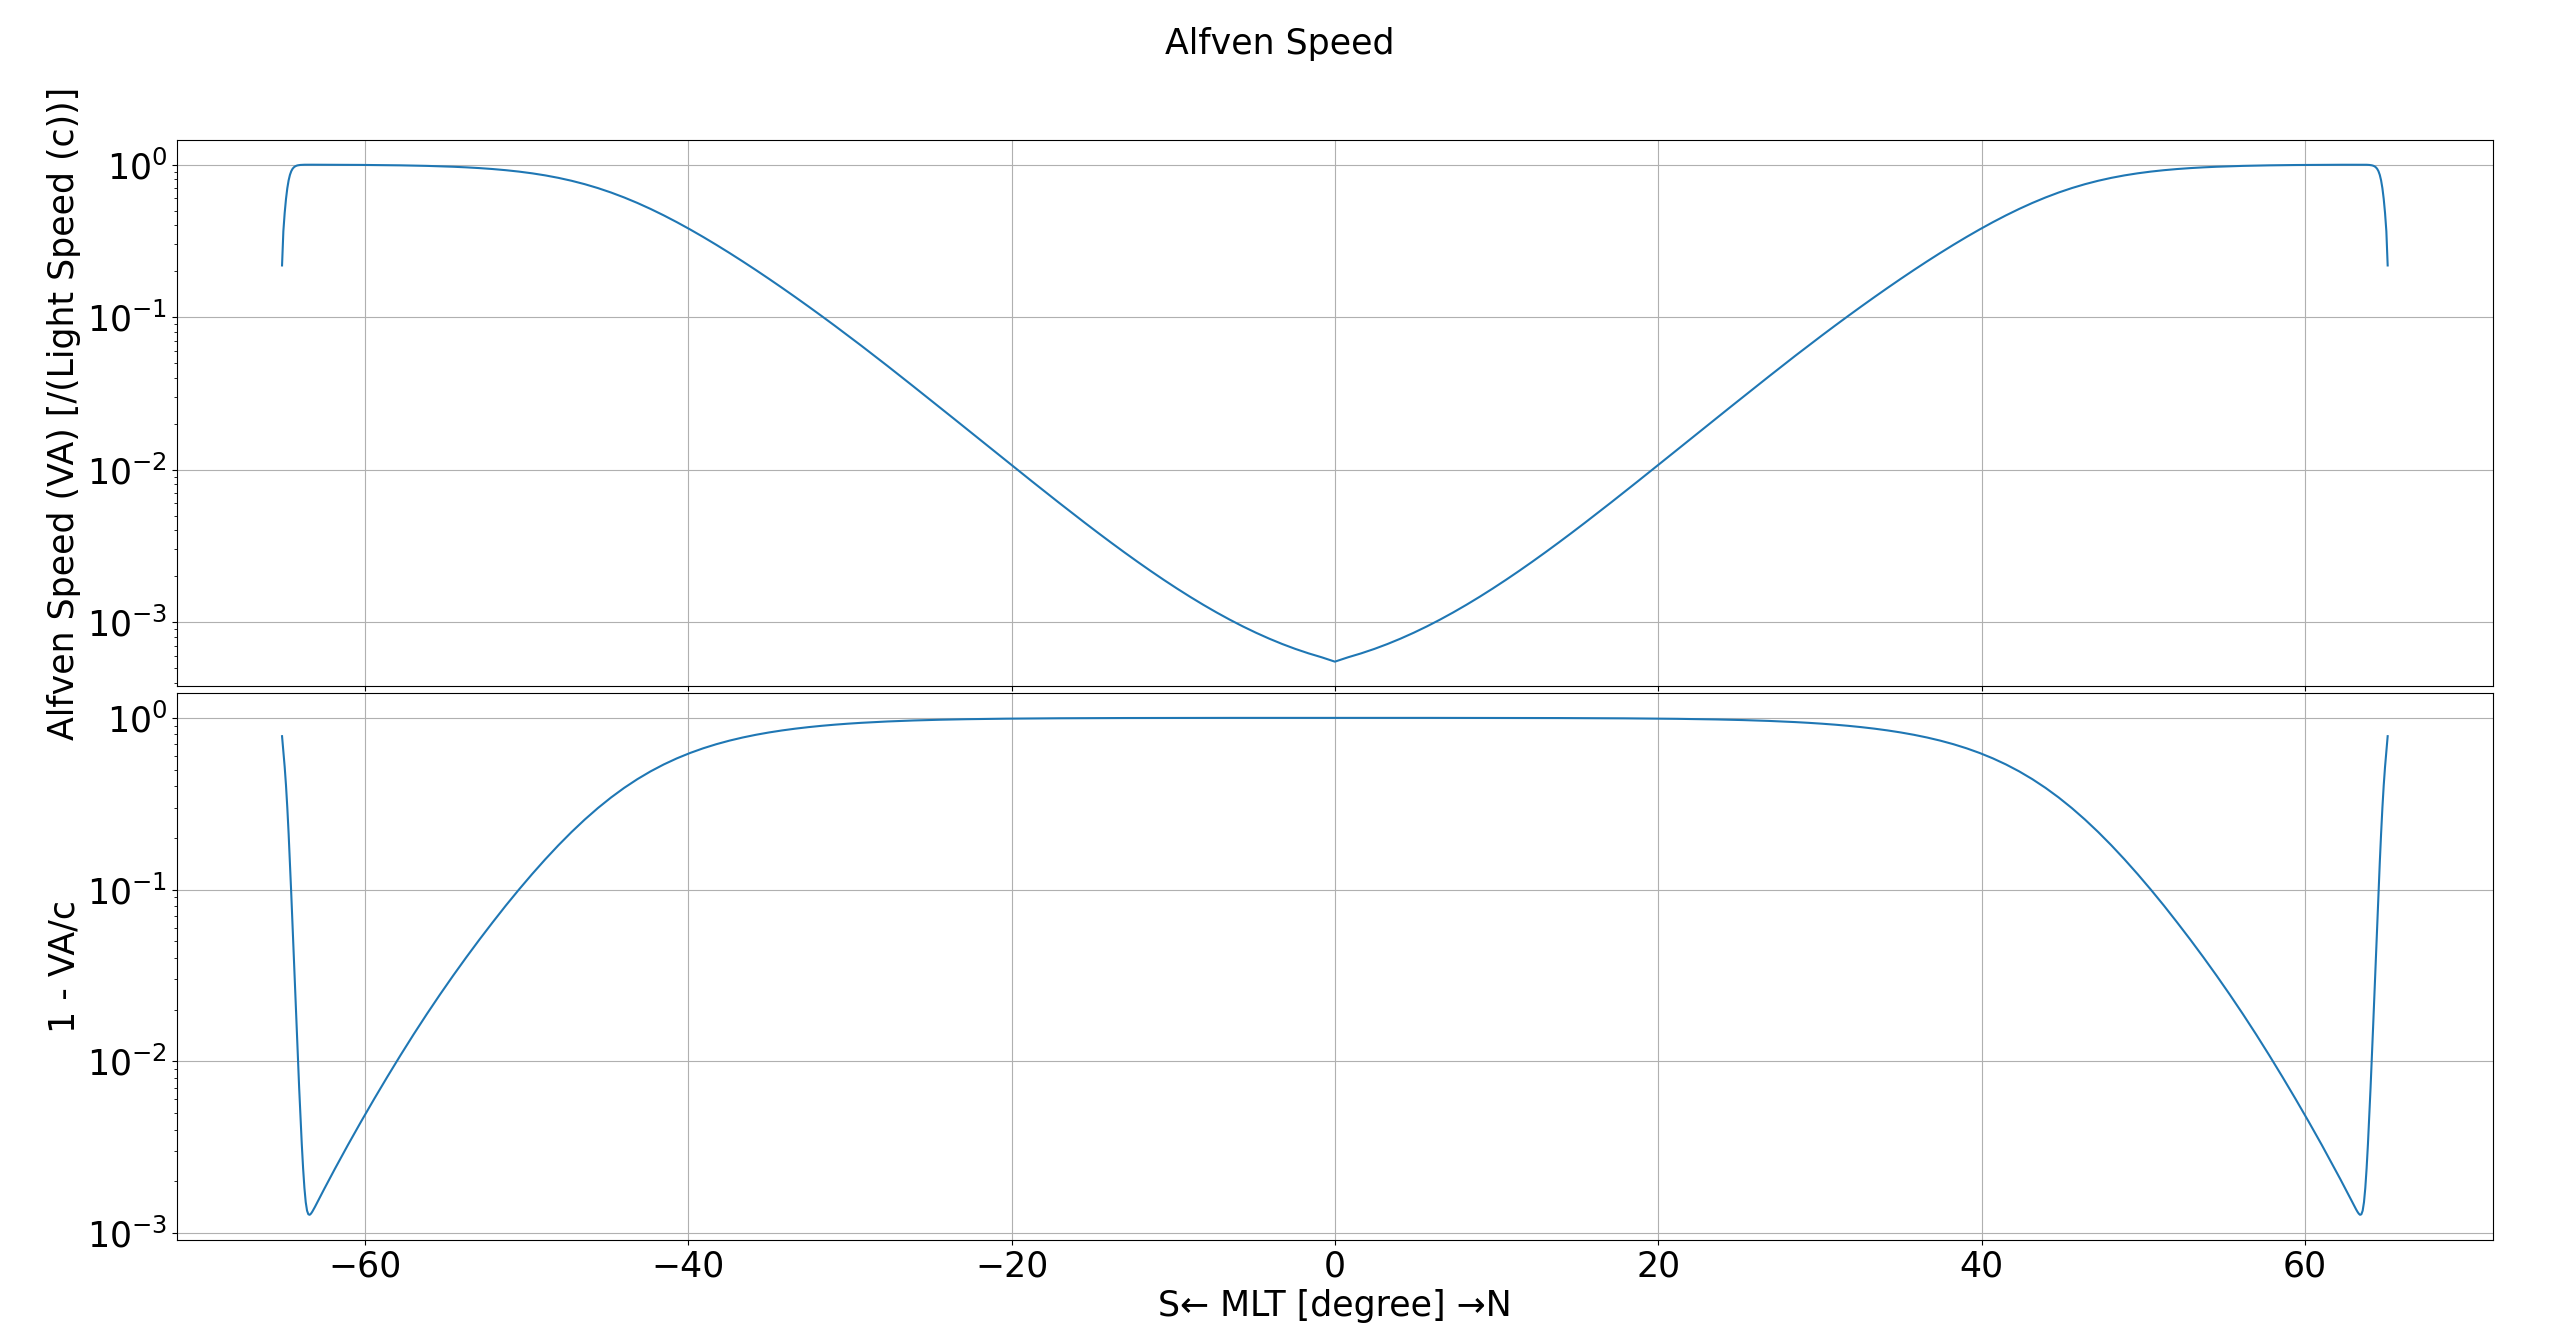 Alfven Speed
Alfven Speed (VA) [/(Light Speed (c))]
10⁰
10⁻¹
10⁻²
10⁻³
1 - VA/c
10⁰
10⁻¹
10⁻²
10⁻³
−60 −40 −20 0 20 40 60
S← MLT [degree] →N